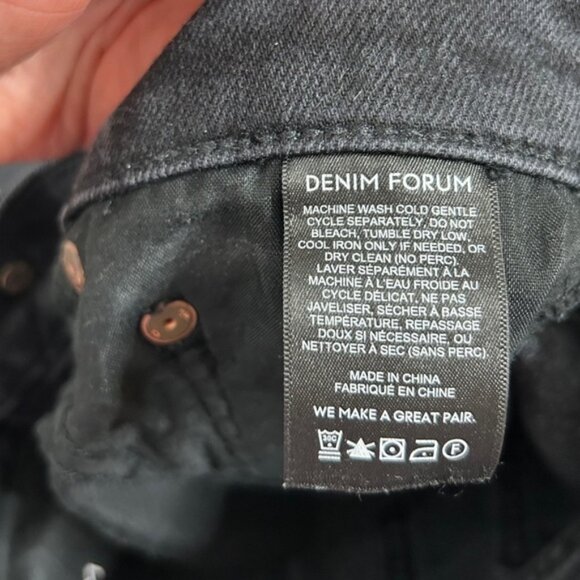 DENIM FORUM
MACHINE WASH COLD GENTLE
CYCLE SEPARATELY, DO NOT
BLEACH, TUMBLE DRY LOW,
COOL IRON ONLY IF NEEDED, OR
DRY CLEAN (NO PERC).
LAVER SÉPARÉMENT À LA
MACHINE À L'EAU FROIDE AU
CYCLE DÉLICAT, NE PAS
JAVELISER, SÉCHER À BASSE
TEMPÉRATURE, REPASSAGE
DOUX SI NÉCESSAIRE, OU
NETTOYER À SEC (SANS PERC)
MADE IN CHINA
FABRIQUÉ EN CHINE
WE MAKE A GREAT PAIR.
30C F